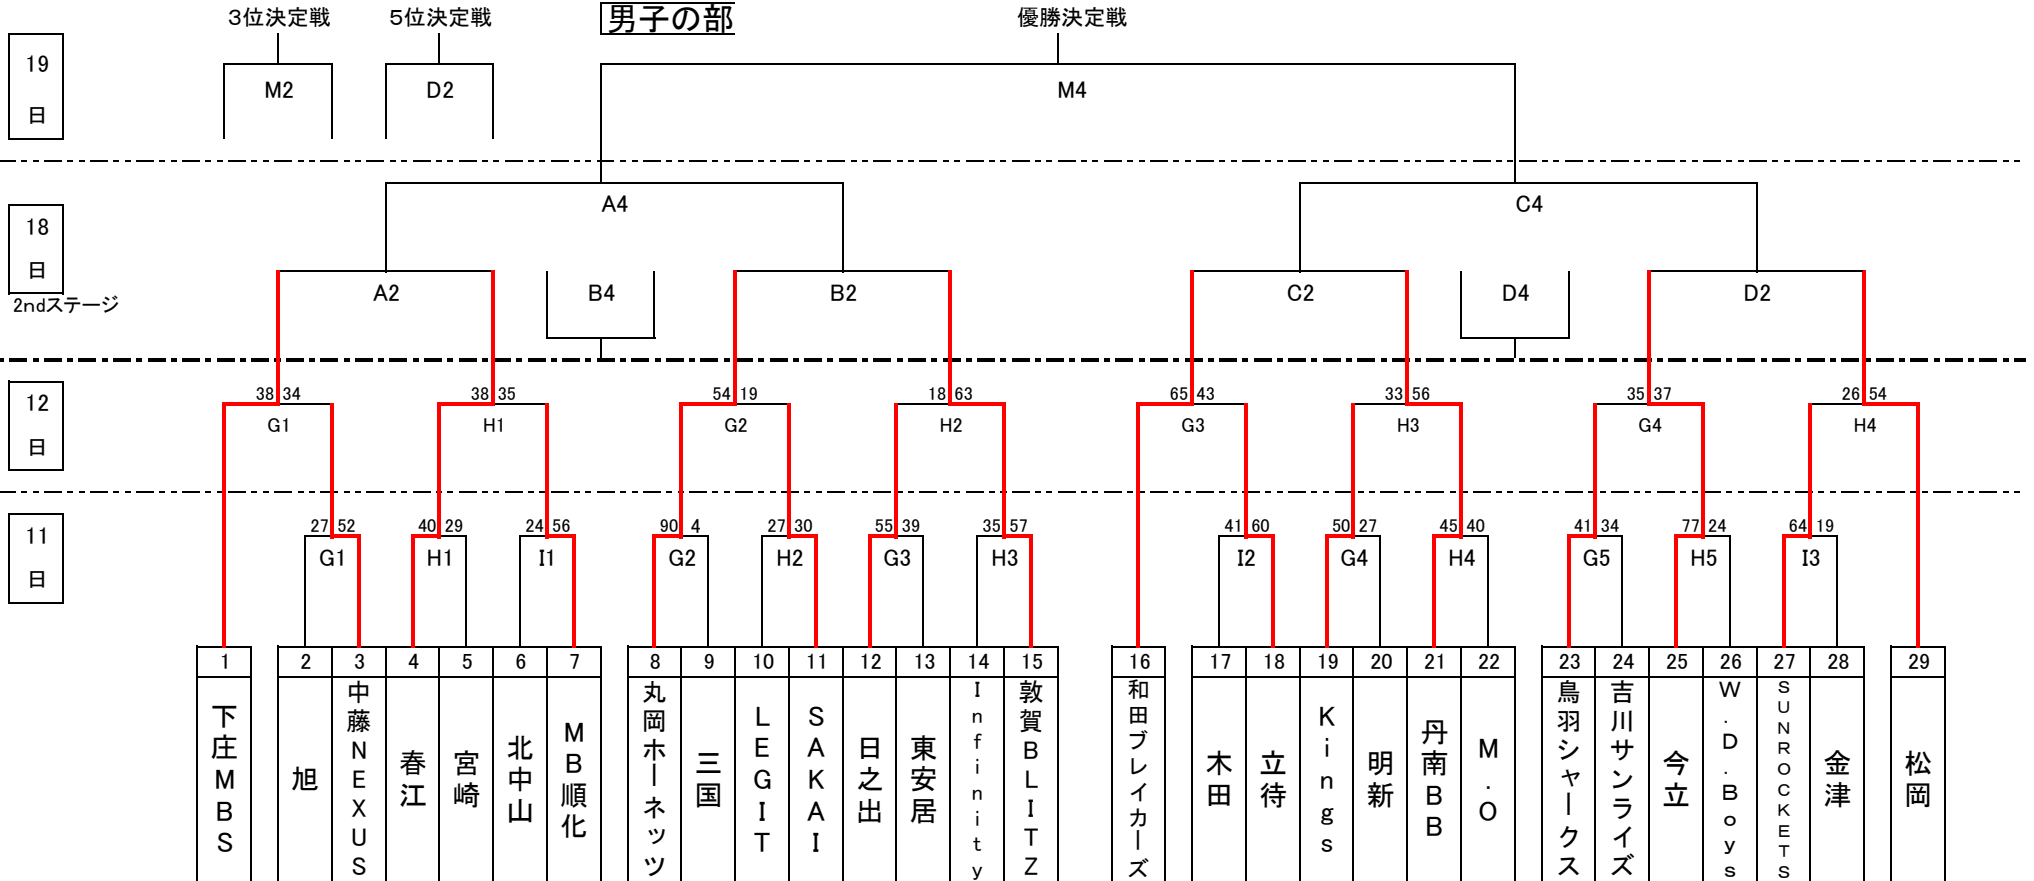 3位決定戦 5位決定戦 男子の部 優勝決定戦
19日
M2 D2 M4
18日
2ndステージ
A4 C4
A2 B4 B2 C2 D4 D2
12日
38 34 38 35 54 19 18 63 65 43 33 56 35 37 26 54
G1 H1 G2 H2 G3 H3 G4 H4
11日
27 52 40 29 24 56 90 4 27 30 55 39 35 57 41 60 50 27 45 40 41 34 77 24 64 19
G1 H1 I1 G2 H2 G3 H3 I2 G4 H4 G5 H5 I3
1 2 3 4 5 6 7 8 9 10 11 12 13 14 15 16 17 18 19 20 21 22 23 24 25 26 27 28 29
下庄MBS
旭
中藤NEXUS
春江
宮崎
北中山
MB順化
丸岡ホーネッツ
三国
LEGIT
SAKAI
日之出
東安居
Infinity
敦賀BLITZ
和田ブレイカーズ
木田
立待
Kings
明新
丹南BB
M.O
鳥羽シャークス
吉川サンライズ
今立
W.D.Boys
SUNROCKETS
金津
松岡